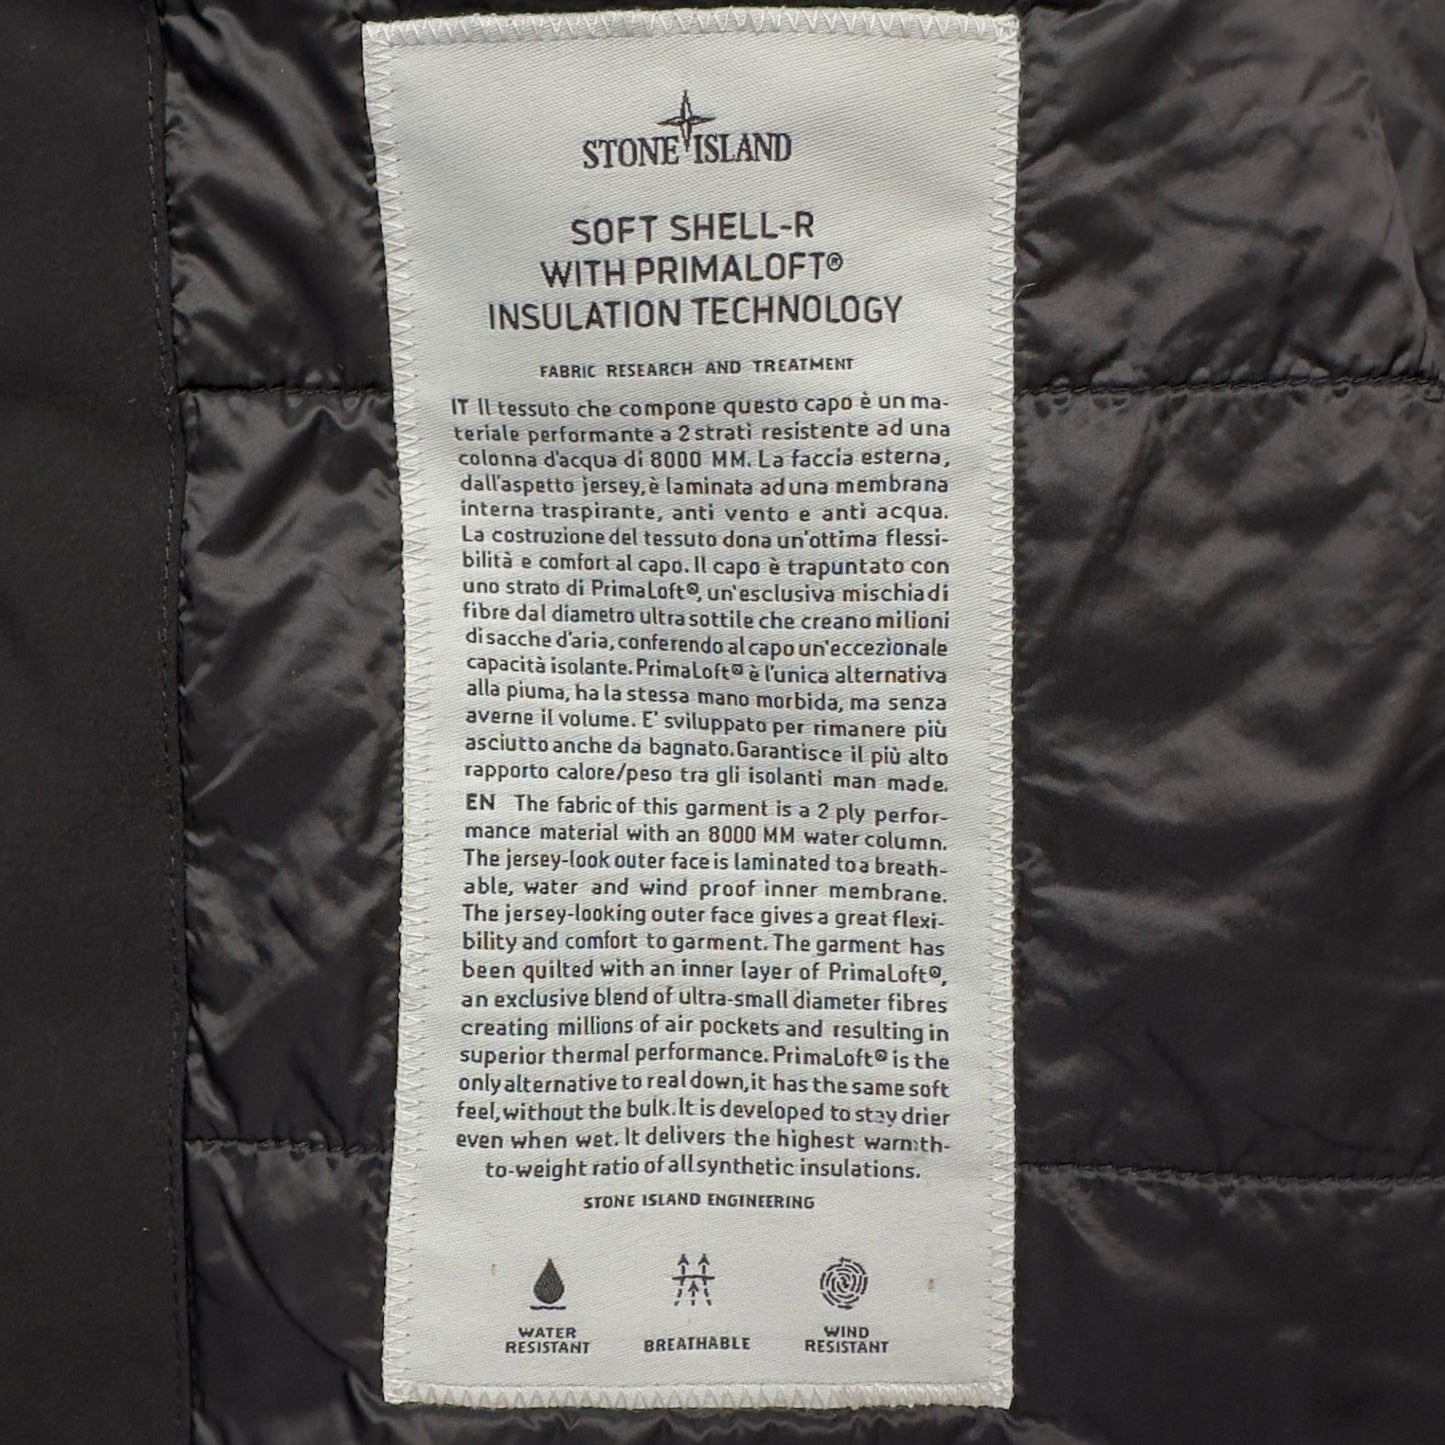 STONE ISLAND
SOFT SHELL-R
WITH PRIMALOFT®
INSULATION TECHNOLOGY
FABRIC RESEARCH AND TREATMENT
IT Il tessuto che compone questo capo è un ma-
teriale performante a 2 strati resistente ad una
colonna d'acqua di 8000 MM. La faccia esterna,
dall'aspetto jersey, è laminata ad una membrana
interna traspirante, anti vento e anti acqua.
La costruzione del tessuto dona un'ottima flessi-
bilità e comfort al capo. Il capo è trapuntato con
uno strato di PrimaLoft®, un'esclusiva mischia di
fibre dal diametro ultra sottile che creano milioni
di sacche d'aria, conferendo al capo un'eccezionale
capacità isolante. PrimaLoft® è l'unica alternativa
alla piuma, ha la stessa mano morbida, ma senza
averne il volume. E' sviluppato per rimanere più
asciutto anche da bagnato. Garantisce il più alto
rapporto calore/peso tra gli isolanti man made.
EN The fabric of this garment is a 2 ply perfor-
mance material with an 8000 MM water column.
The jersey-look outer face is laminated to a breath-
able, water and wind proof inner membrane.
The jersey-looking outer face gives a great flexi-
bility and comfort to garment. The garment has
been quilted with an inner layer of PrimaLoft®,
an exclusive blend of ultra-small diameter fibres
creating millions of air pockets and resulting in
superior thermal performance. PrimaLoft® is the
only alternative to real down, it has the same soft
feel, without the bulk. It is developed to stay drier
even when wet. It delivers the highest warmth-
to-weight ratio of all synthetic insulations.
STONE ISLAND ENGINEERING
WATER
RESISTANT
BREATHABLE
WIND
RESISTANT